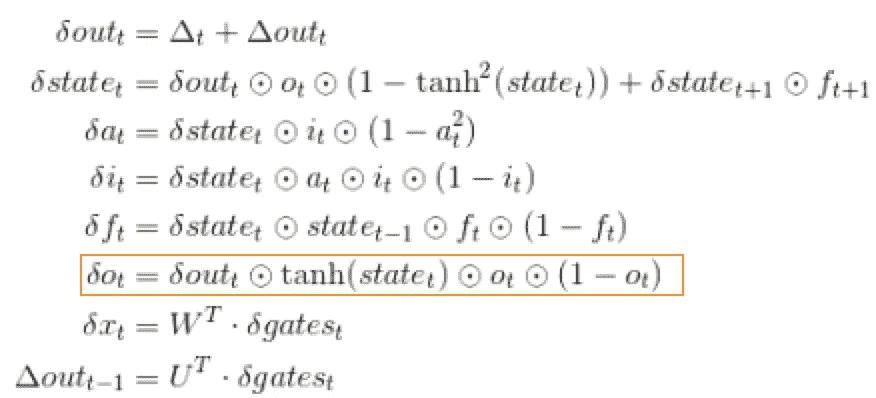 δout_t = Δ_t + Δout_t
δstate_t = δout_t ⊙ o_t ⊙ (1 − tanh²(state_t)) + δstate_{t+1} ⊙ f_{t+1}
δa_t = δstate_t ⊙ i_t ⊙ (1 − a_t²)
δi_t = δstate_t ⊙ a_t ⊙ i_t ⊙ (1 − i_t)
δf_t = δstate_t ⊙ state_{t−1} ⊙ f_t ⊙ (1 − f_t)
δo_t = δout_t ⊙ tanh(state_t) ⊙ o_t ⊙ (1 − o_t)
δx_t = W^T · δgates_t
Δout_{t−1} = U^T · δgates_t